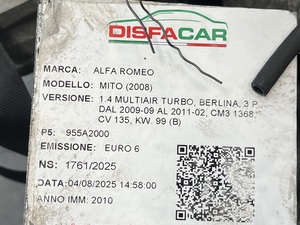 DISFACAR
MARCA: ALFA ROMEO
MODELLO: MITO (2008)
VERSIONE: 1.4 MULTIAIR TURBO, BERLINA, 3 P
DAL 2009-09 AL 2011-02, CM3 1368,
CV 135, KW. 99 (B)
P5: 955A2000
EMISSIONE: EURO 6
NS: 1761/2025
DATA: 04/08/2025 14:58:00
ANNO IMM: 2010